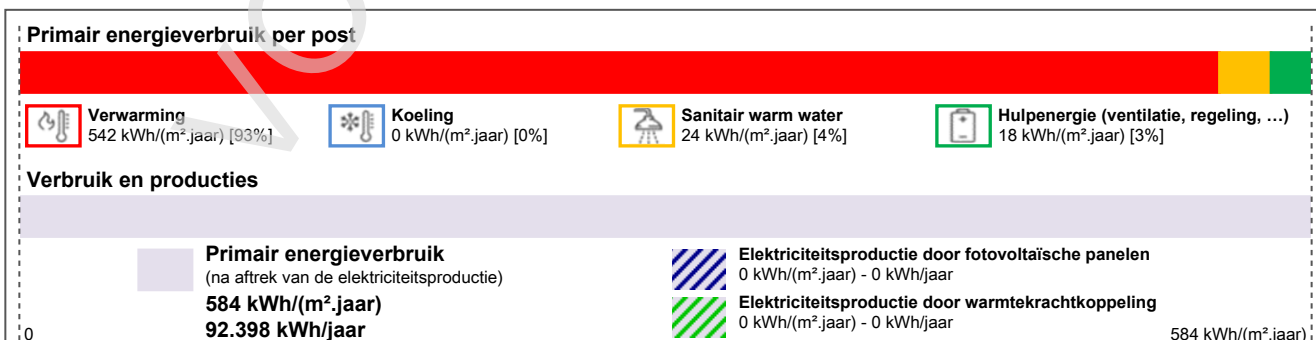 Primair energieverbruik per post
Verwarming
542 kWh/(m².jaar) [93%]
Koeling
0 kWh/(m².jaar) [0%]
Sanitair warm water
24 kWh/(m².jaar) [4%]
Hulpenergie (ventilatie, regeling, …)
18 kWh/(m².jaar) [3%]
Verbruik en producties
Primair energieverbruik
(na aftrek van de elektriciteitsproductie)
584 kWh/(m².jaar)
92.398 kWh/jaar
Elektriciteitsproductie door fotovoltaïsche panelen
0 kWh/(m².jaar) - 0 kWh/jaar
Elektriciteitsproductie door warmtekrachtkoppeling
0 kWh/(m².jaar) - 0 kWh/jaar
0
584 kWh/(m².jaar)